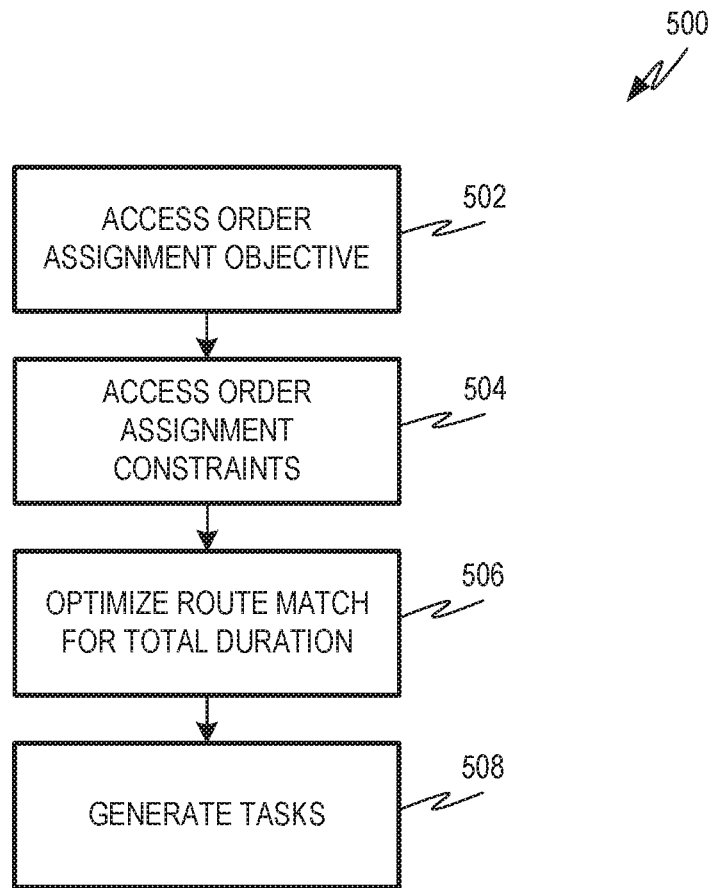 500
ACCESS ORDER
ASSIGNMENT OBJECTIVE
502
ACCESS ORDER
ASSIGNMENT
CONSTRAINTS
504
OPTIMIZE ROUTE MATCH
FOR TOTAL DURATION
506
GENERATE TASKS
508